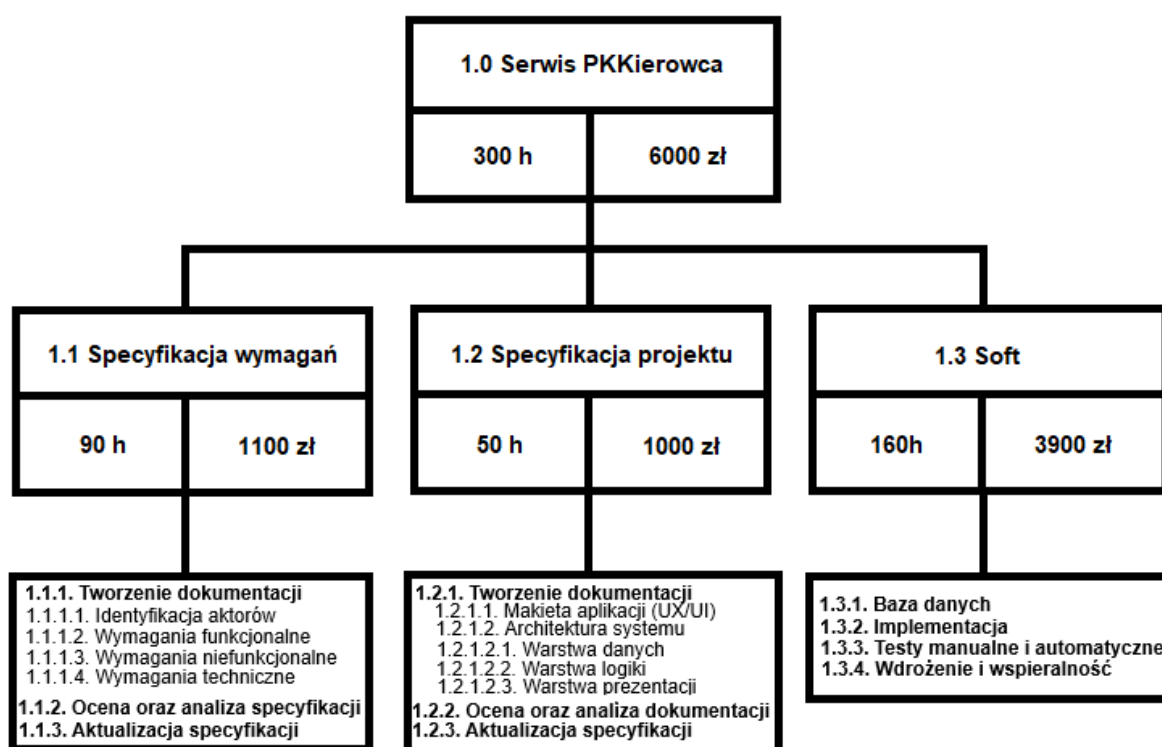 1.0 Serwis PKKierowca
300 h
6000 zł
1.1 Specyfikacja wymagań
90 h
1100 zł
1.2 Specyfikacja projektu
50 h
1000 zł
1.3 Soft
160h
3900 zł
1.1.1. Tworzenie dokumentacji
1.1.1.1. Identyfikacja aktorów
1.1.1.2. Wymagania funkcjonalne
1.1.1.3. Wymagania niefunkcjonalne
1.1.1.4. Wymagania techniczne
1.1.2. Ocena oraz analiza specyfikacji
1.1.3. Aktualizacja specyfikacji
1.2.1. Tworzenie dokumentacji
1.2.1.1. Makieta aplikacji (UX/UI)
1.2.1.2. Architektura systemu
1.2.1.2.1. Warstwa danych
1.2.1.2.2. Warstwa logiki
1.2.1.2.3. Warstwa prezentacji
1.2.2. Ocena oraz analiza dokumentacji
1.2.3. Aktualizacja specyfikacji
1.3.1. Baza danych
1.3.2. Implementacja
1.3.3. Testy manualne i automatyczne
1.3.4. Wdrożenie i wspieralność